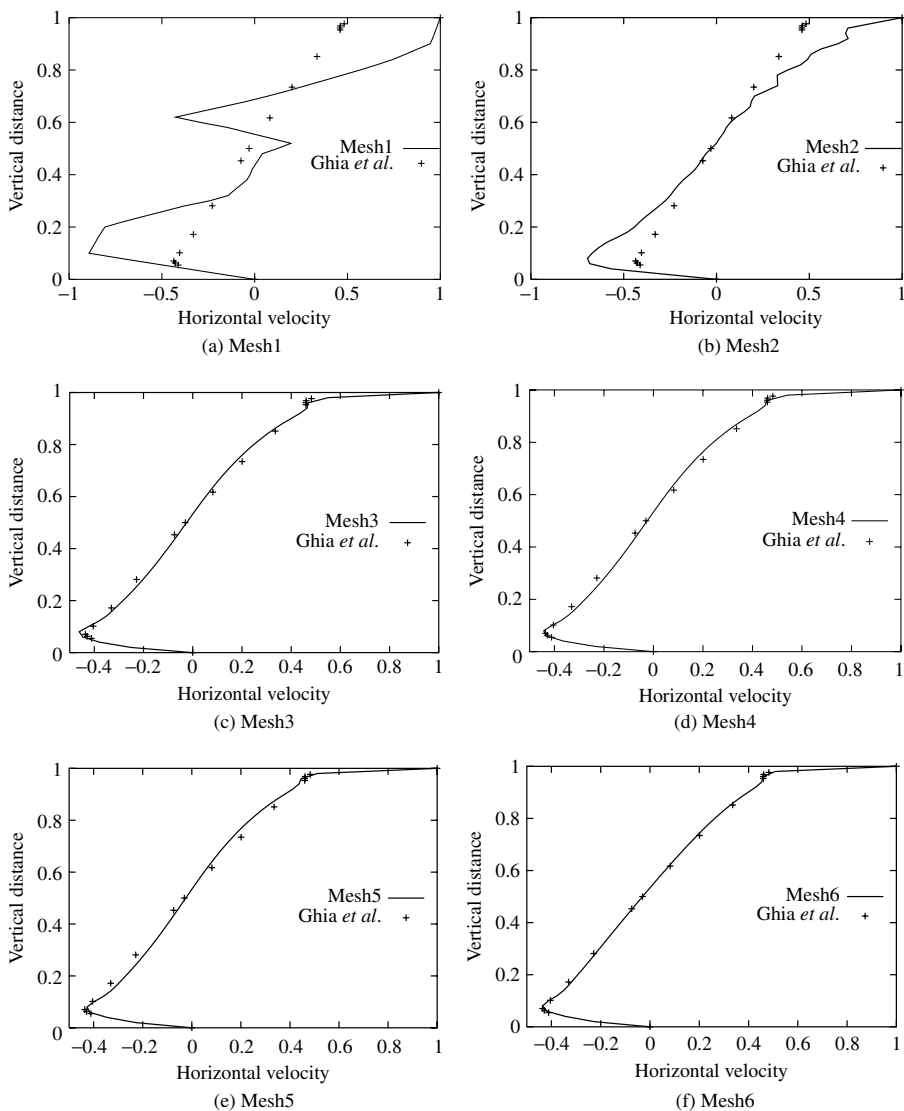 1
0.8
0.6
0.4
0.2
0
−1
−0.5
0
0.5
1
Vertical distance
Horizontal velocity
Mesh1
Ghia et al.
(a) Mesh1
1
0.8
0.6
0.4
0.2
0
−1
−0.5
0
0.5
1
Vertical distance
Horizontal velocity
Mesh2
Ghia et al.
(b) Mesh2
1
0.8
0.6
0.4
0.2
0
−0.4
−0.2
0
0.2
0.4
0.6
0.8
1
Vertical distance
Horizontal velocity
Mesh3
Ghia et al.
(c) Mesh3
1
0.8
0.6
0.4
0.2
0
−0.4
−0.2
0
0.2
0.4
0.6
0.8
1
Vertical distance
Horizontal velocity
Mesh4
Ghia et al.
(d) Mesh4
1
0.8
0.6
0.4
0.2
0
−0.4
−0.2
0
0.2
0.4
0.6
0.8
1
Vertical distance
Horizontal velocity
Mesh5
Ghia et al.
(e) Mesh5
1
0.8
0.6
0.4
0.2
0
−0.4
−0.2
0
0.2
0.4
0.6
0.8
1
Vertical distance
Horizontal velocity
Mesh6
Ghia et al.
(f) Mesh6